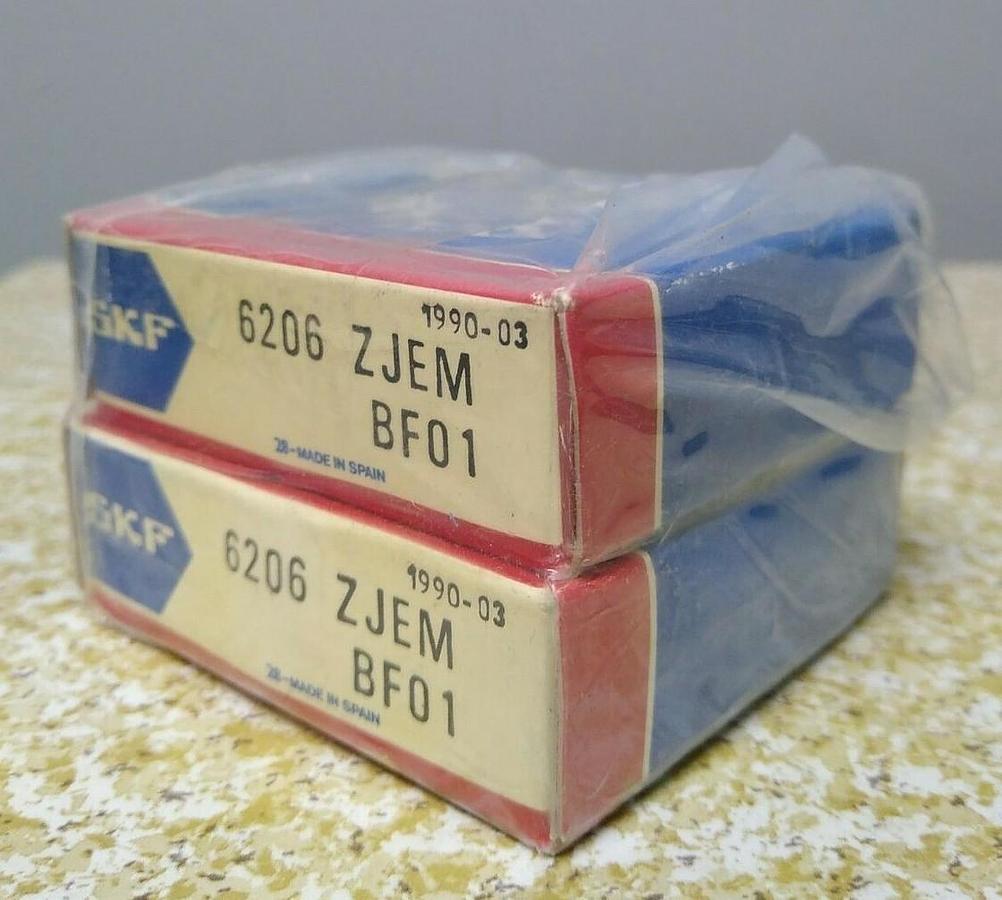 SKF
1990-03
6206 ZJEM
BF01
28-MADE IN SPAIN
SKF
1990-03
6206 ZJEM
BF01
28-MADE IN SPAIN